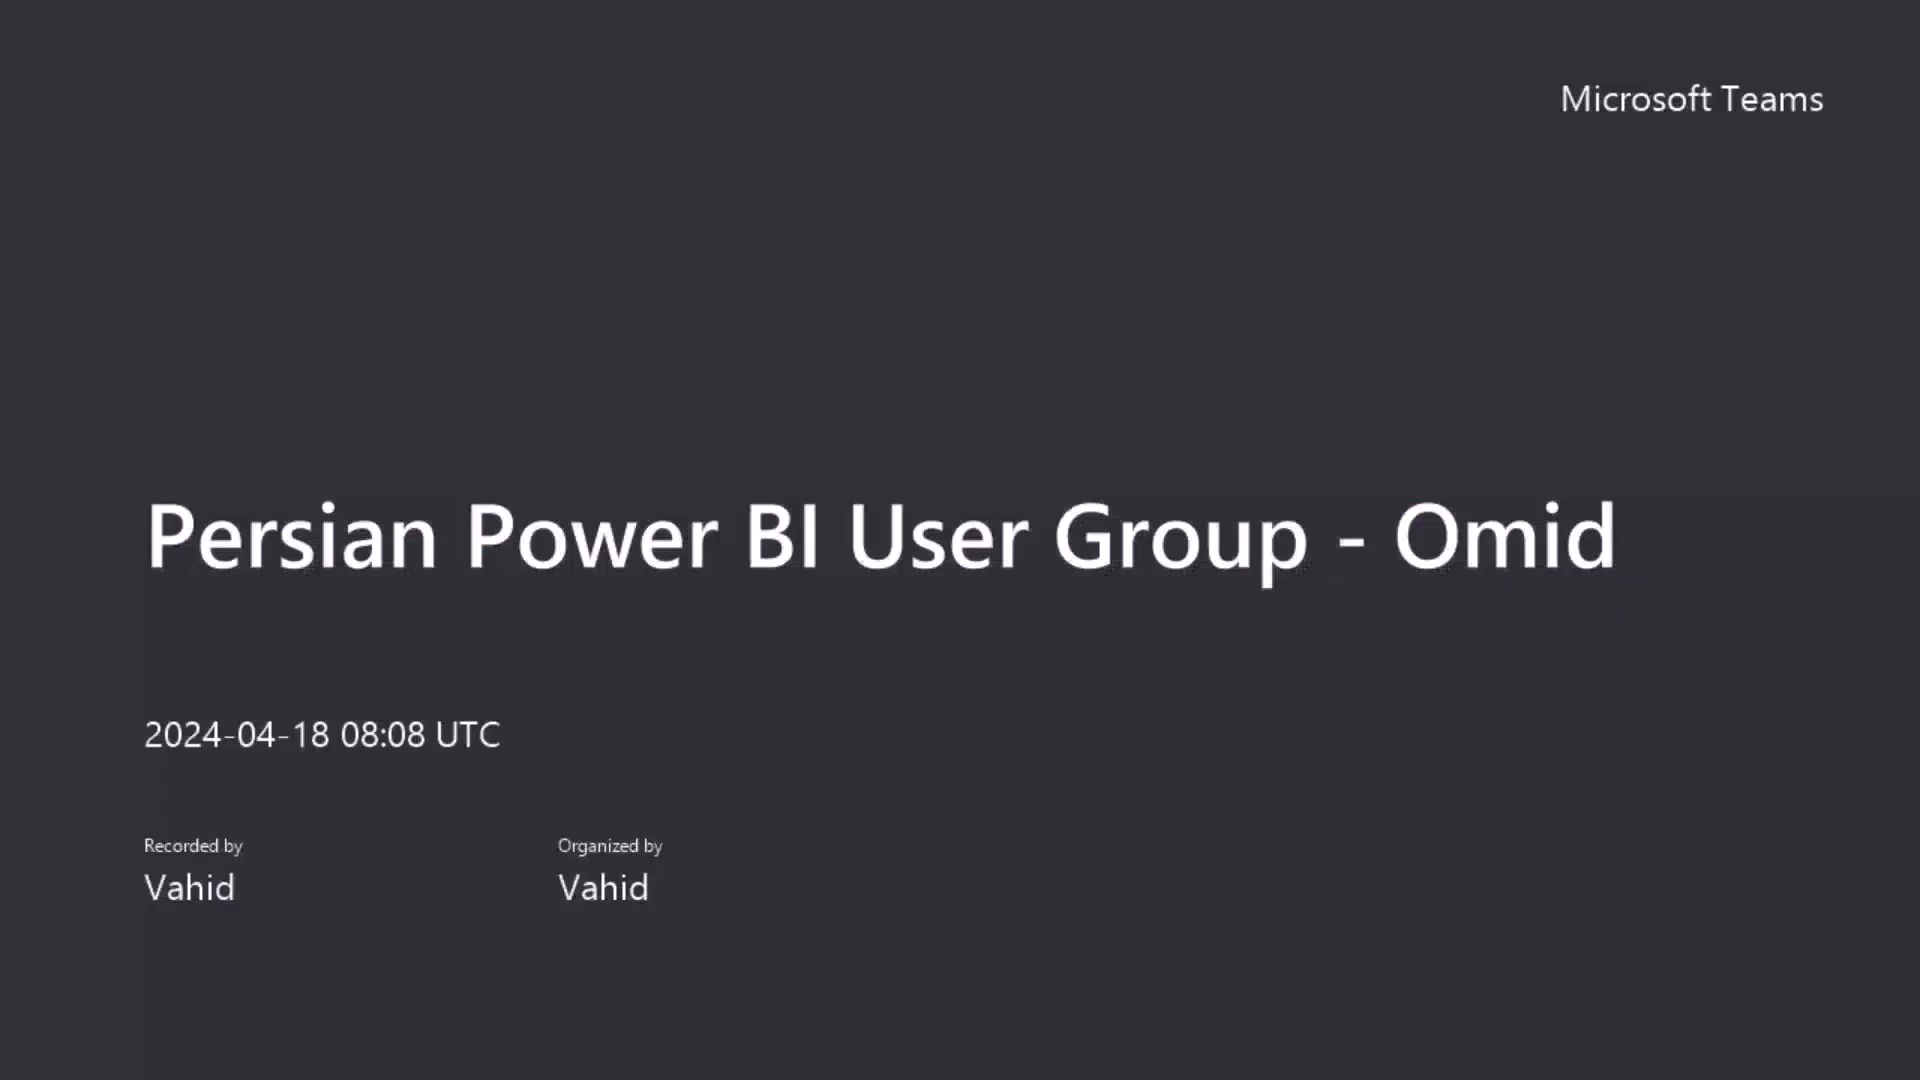 Microsoft Teams
Persian Power BI User Group - Omid
2024-04-18 08:08 UTC
Recorded by
Vahid
Organized by
Vahid